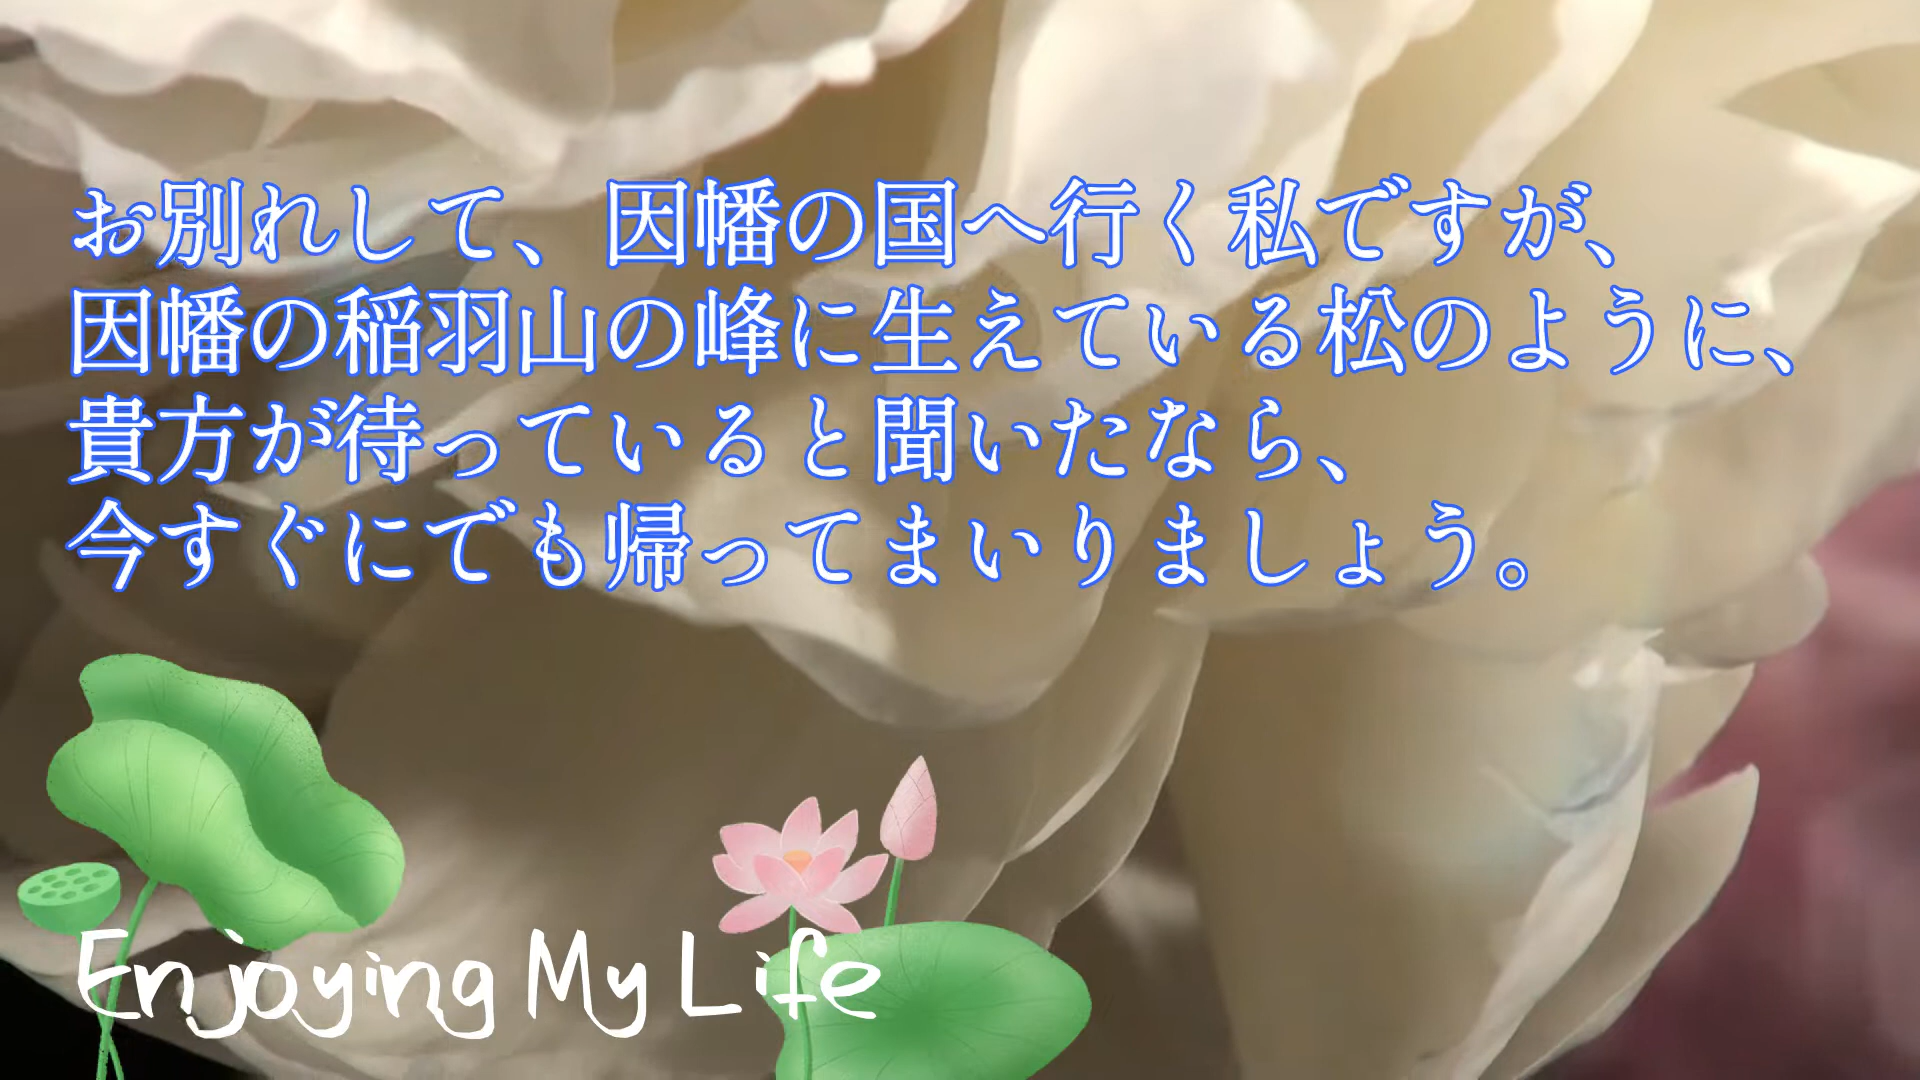 お別れして、因幡の国へ行く私ですが、
因幡の稲羽山の峰に生えている松のように、
貴方が待っていると聞いたなら、
今すぐにでも帰ってまいりましょう。
Enjoying My Life